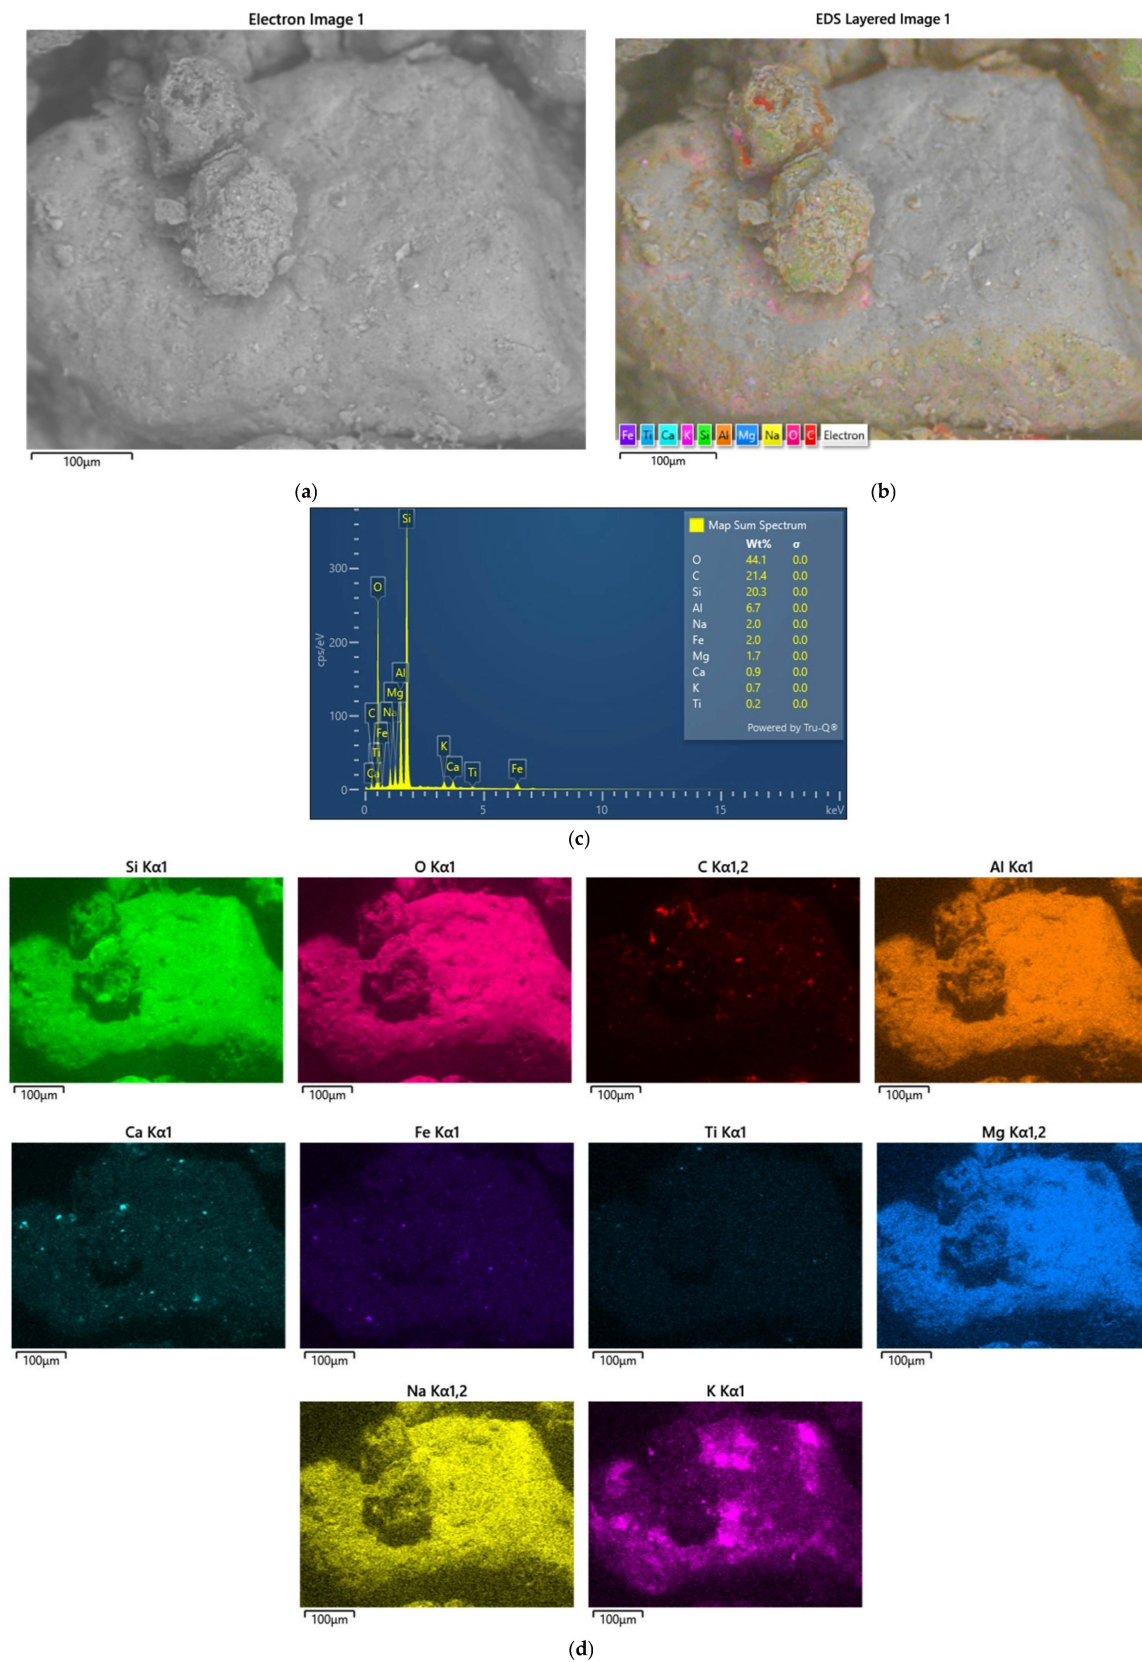 Electron Image 1
EDS Layered Image 1
100μm
Fe Ti Ca K Si Al Mg Na O C Electron
100μm
(a)
(b)
Si
O
Al
Mg
C
Na
Fe
Ti
Ca
K
Ca
Ti
Fe
cps/eV
300
200
100
0
0 5 10 15 keV
Map Sum Spectrum
Wt% σ
O 44.1 0.0
C 21.4 0.0
Si 20.3 0.0
Al 6.7 0.0
Na 2.0 0.0
Fe 2.0 0.0
Mg 1.7 0.0
Ca 0.9 0.0
K 0.7 0.0
Ti 0.2 0.0
Powered by Tru-Q®
(c)
Si Kα1
O Kα1
C Kα1,2
Al Kα1
100μm
100μm
100μm
100μm
Ca Kα1
Fe Kα1
Ti Kα1
Mg Kα1,2
100μm
100μm
100μm
100μm
Na Kα1,2
K Kα1
100μm
100μm
(d)